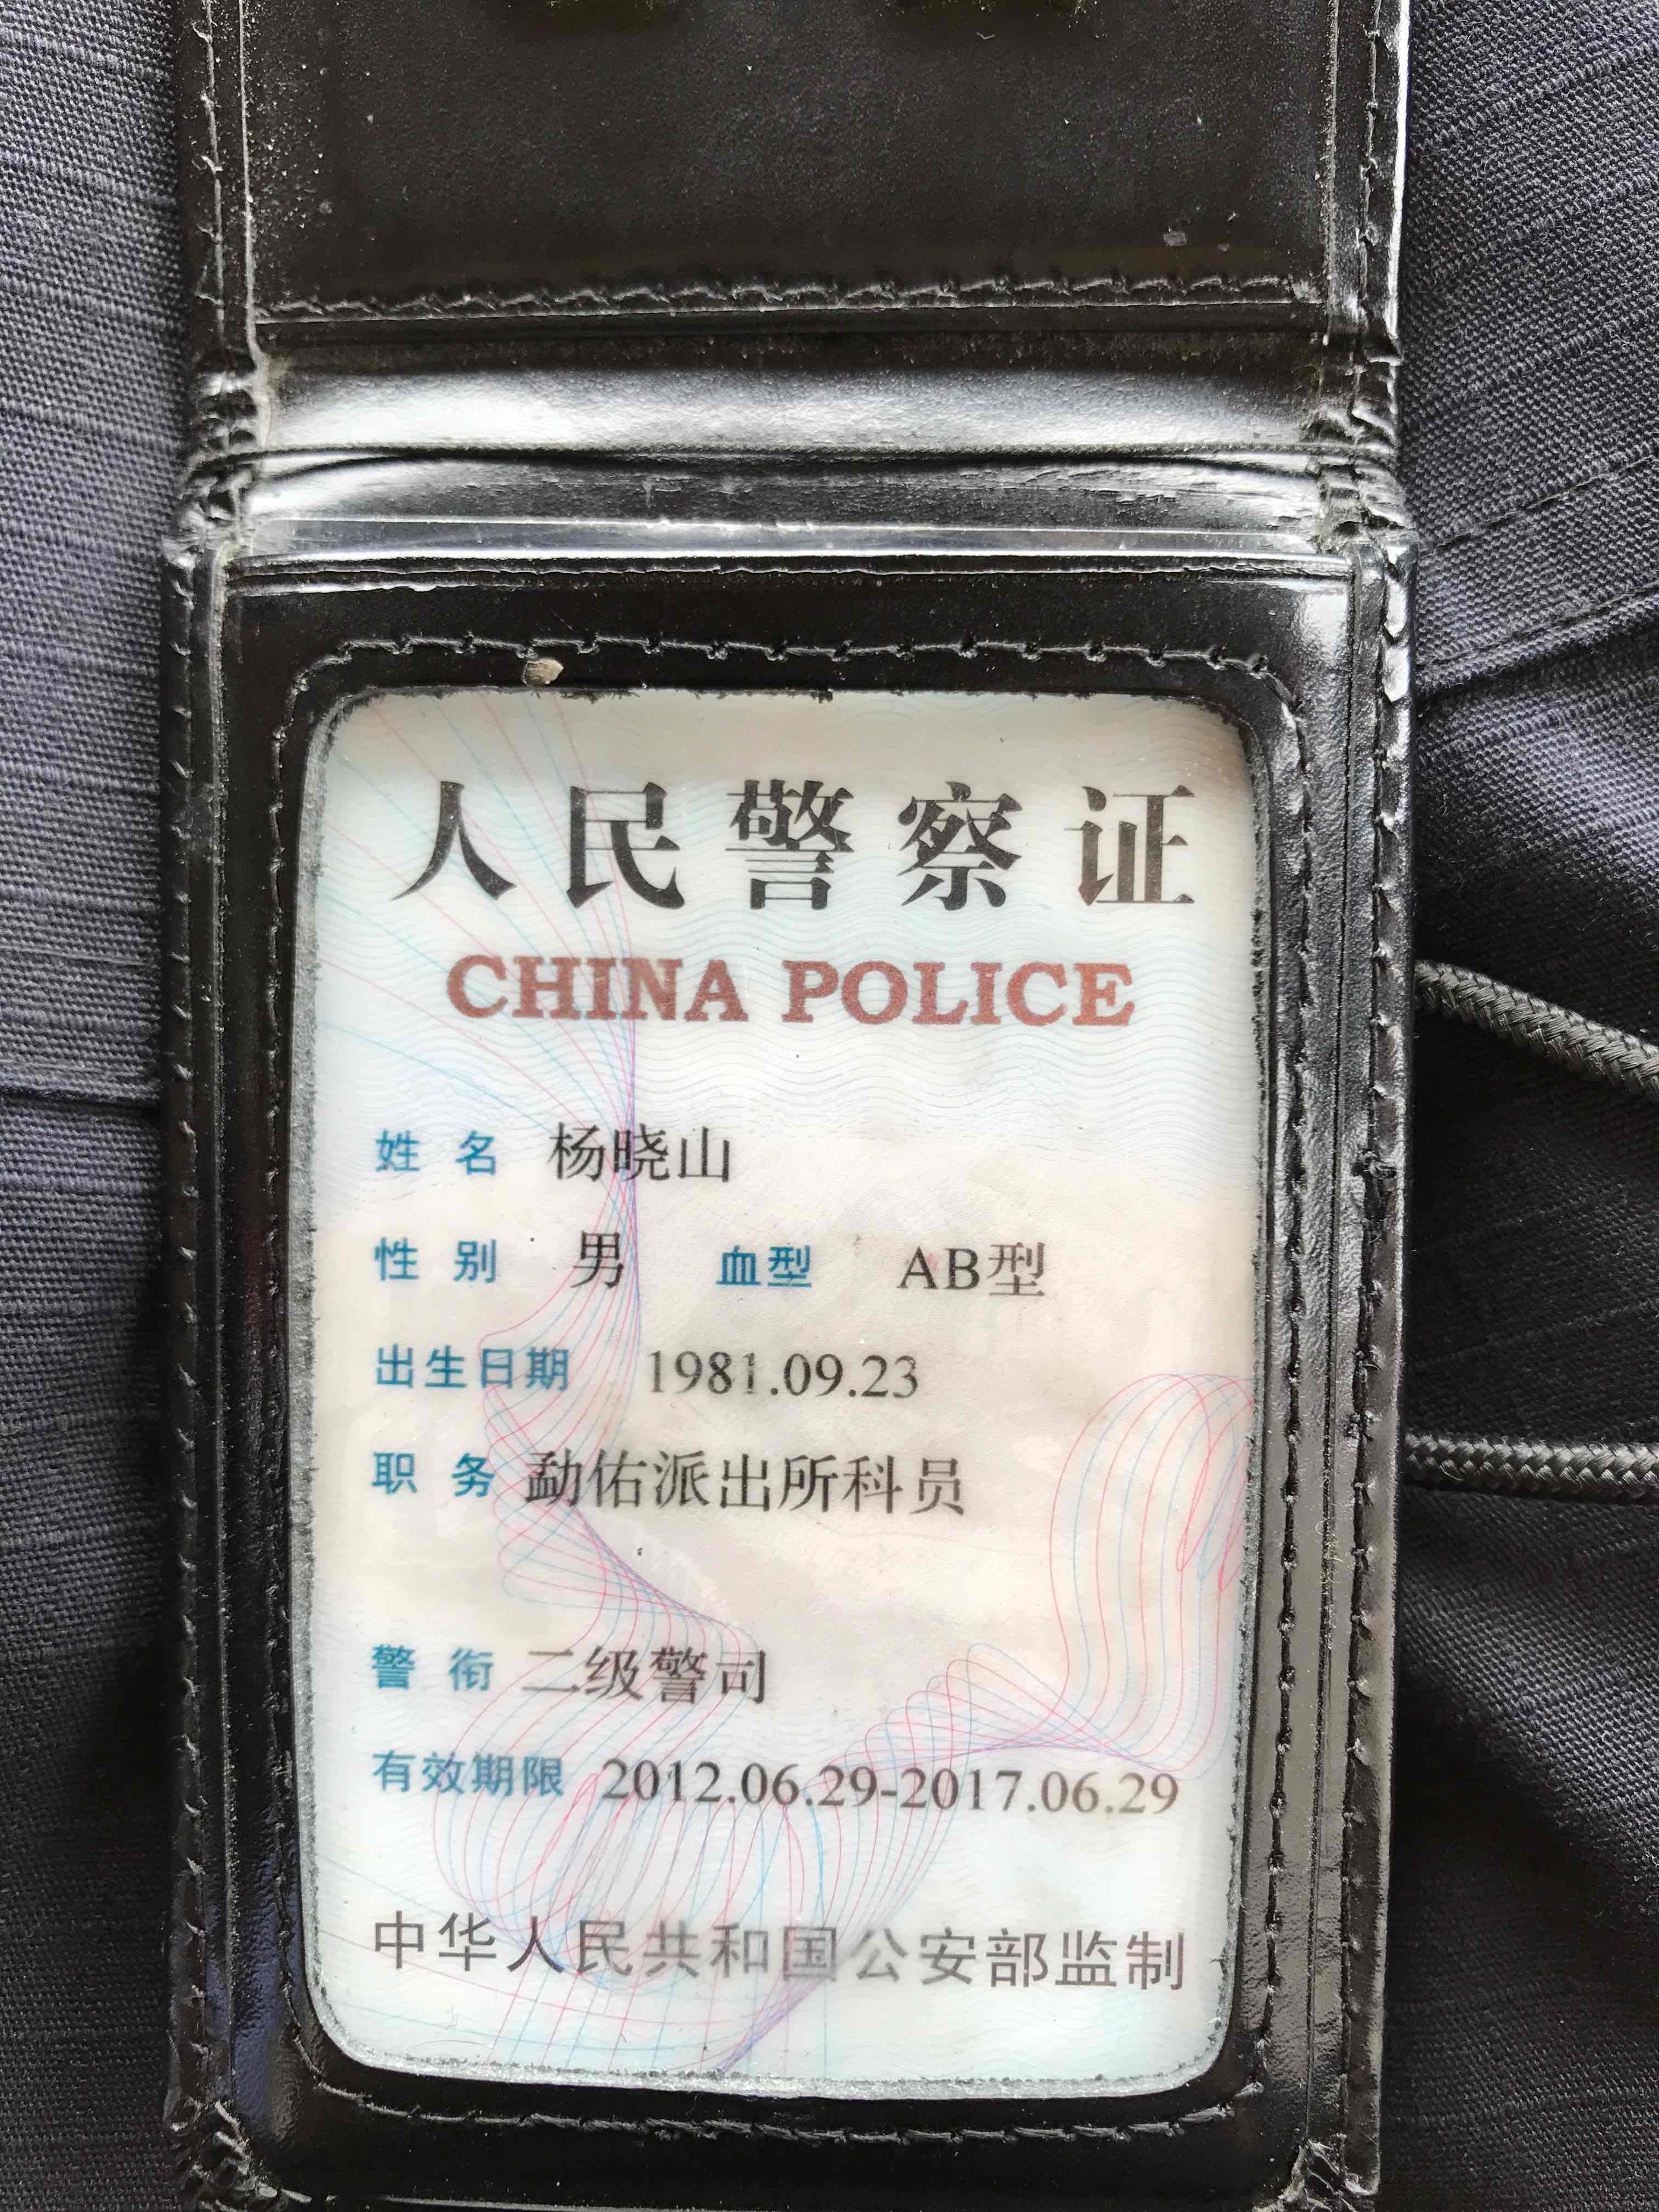 人民警察证
CHINA POLICE
姓名 杨晓山
性别 男 血型 AB型
出生日期 1981.09.23
职务 勐佑派出所科员
警衔 二级警司
有效期限 2012.06.29-2017.06.29
中华人民共和国公安部监制